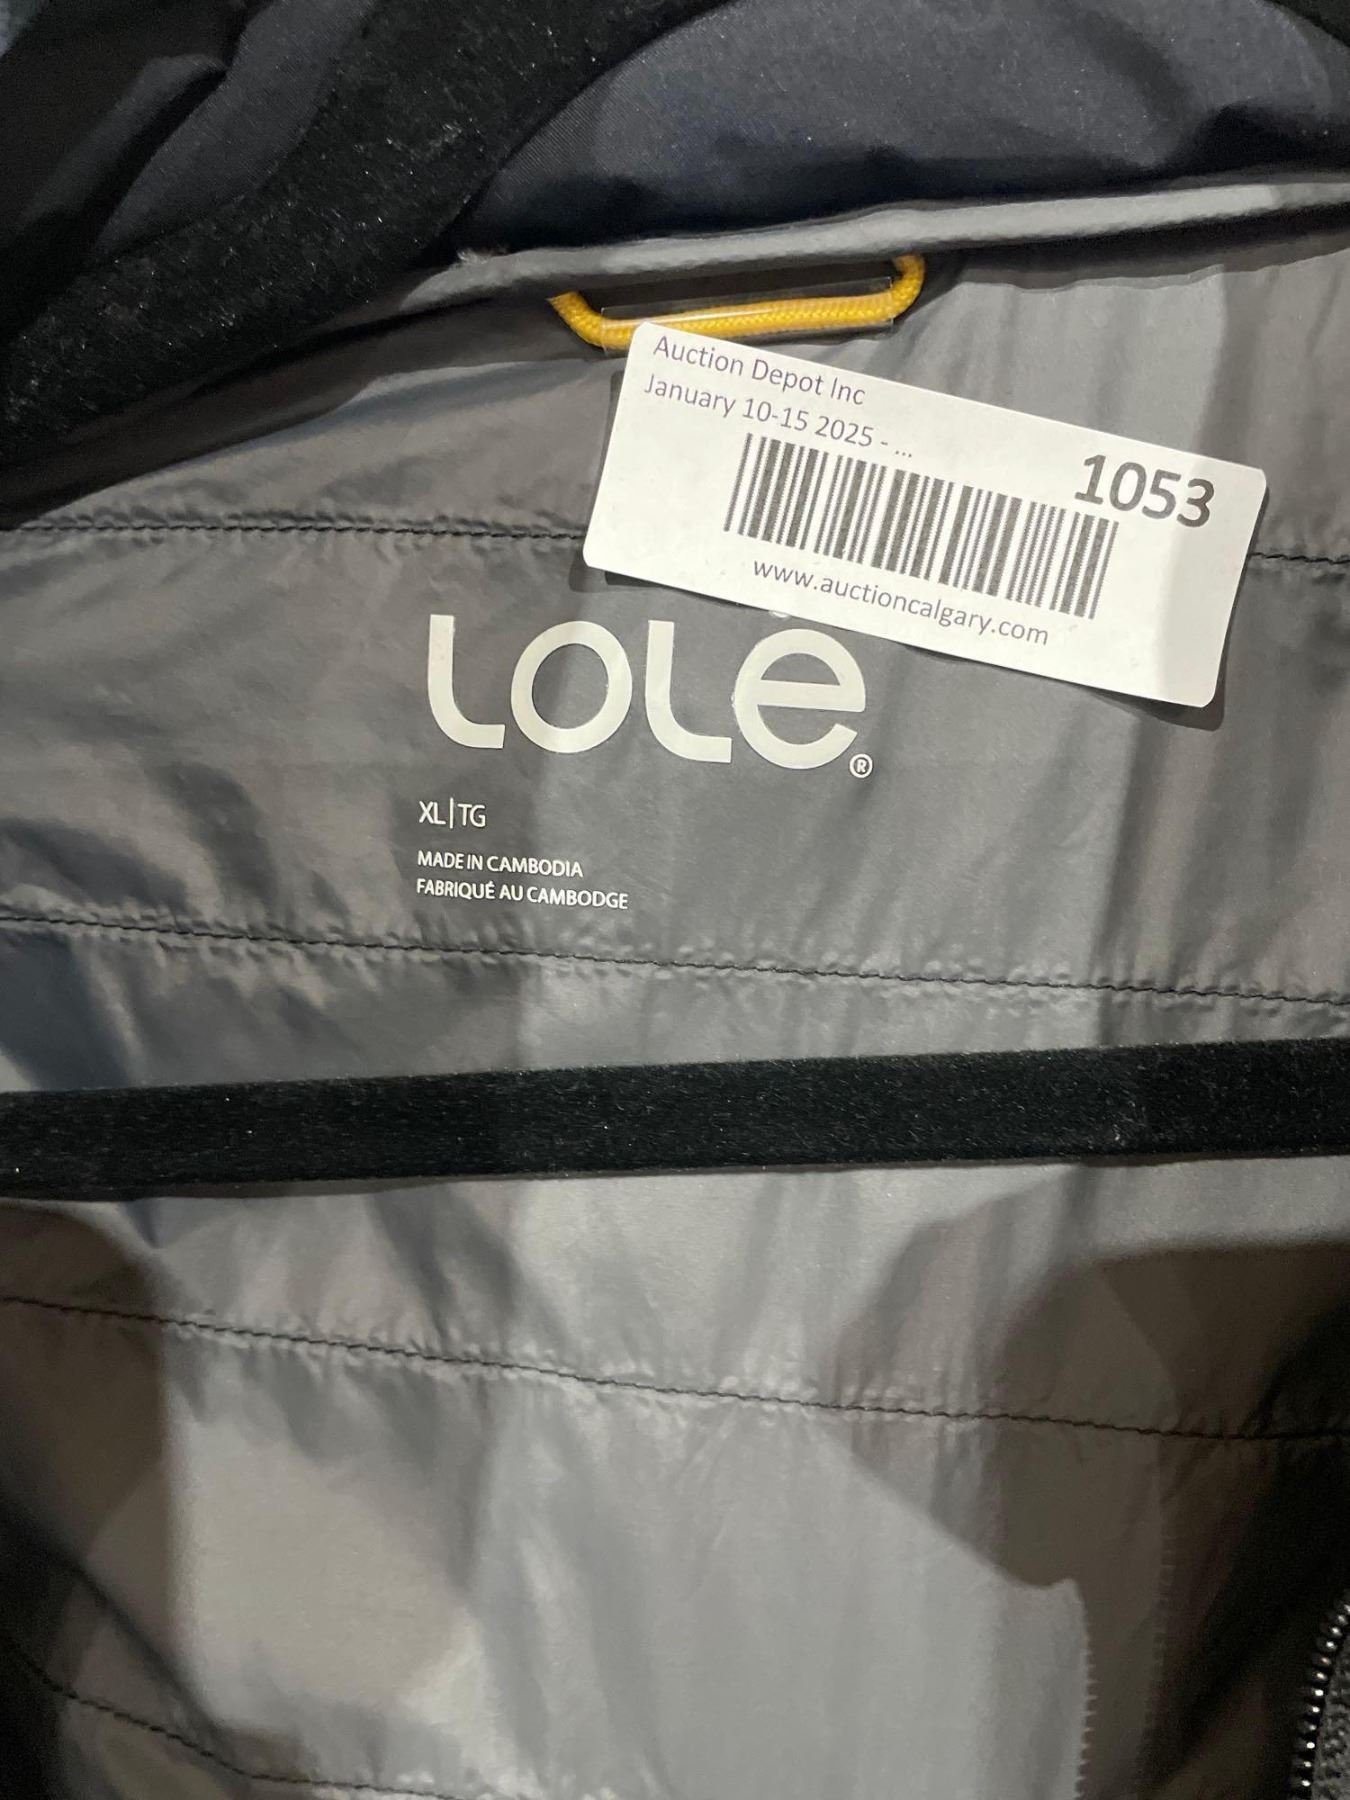 Auction Depot Inc
January 10-15 2025 - ...
1053
www.auctioncalgary.com
LOLË
®
XL|TG
MADE IN CAMBODIA
FABRIQUÉ AU CAMBODGE